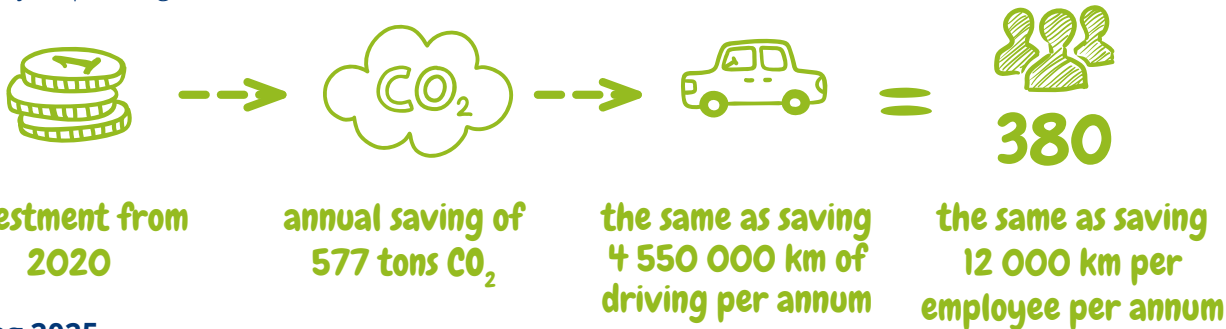 CO2
380
estment from
2020
annual saving of
577 tons CO2
the same as saving
4 550 000 km of
driving per annum
the same as saving
12 000 km per
employee per annum